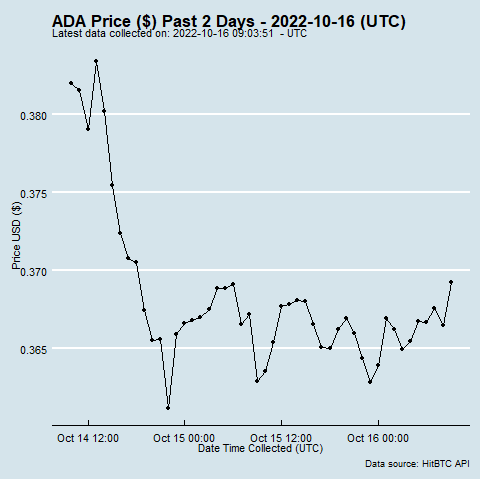 ADA Price ($) Past 2 Days - 2022-10-16 (UTC)
Latest data collected on: 2022-10-16 09:03:51 - UTC
0.380
0.375
0.370
0.365
Price USD ($)
Oct 14 12:00
Oct 15 00:00
Oct 15 12:00
Oct 16 00:00
Date Time Collected (UTC)
Data source: HitBTC API